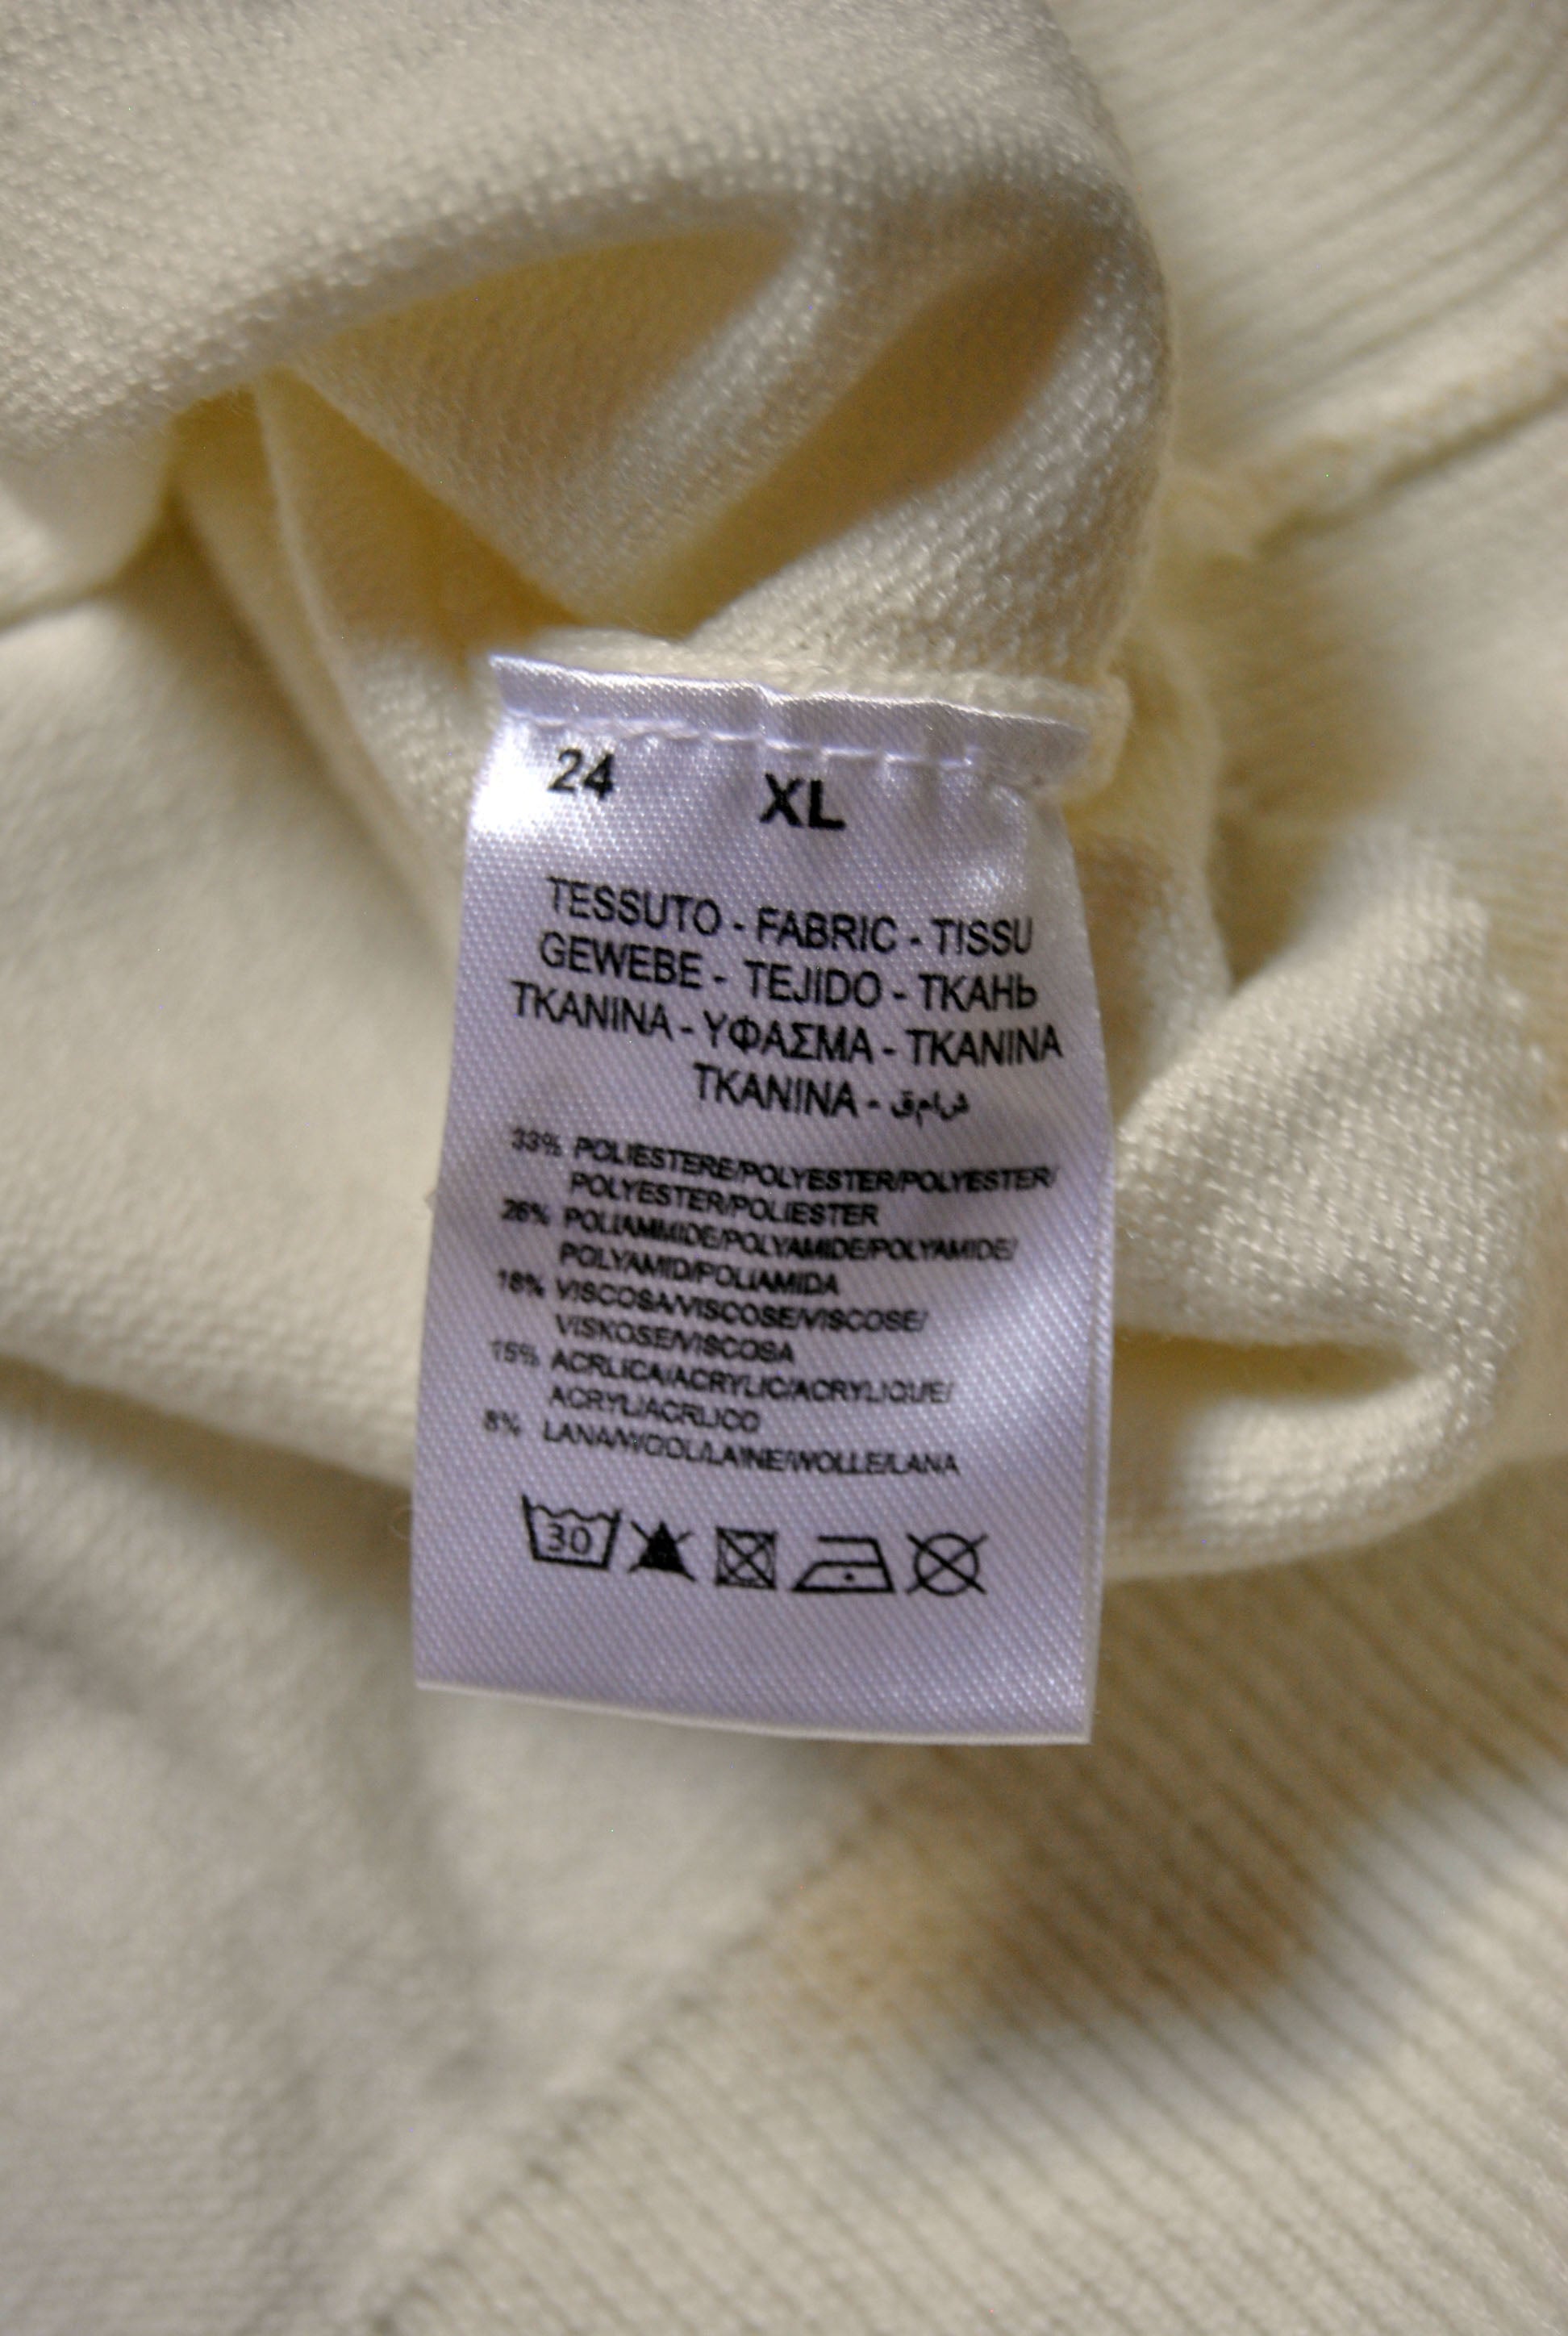 24 XL
TESSUTO - FABRIC - TISSU
GEWEBE - TEJIDO - ТКАНЬ
TKANINA - ΥΦΑΣΜΑ - TKANINA
TKANINA - ق‍م‍ا‍ش
33% POLIESTERE/POLYESTER/POLYESTER/
POLYESTER/POLIESTER
26% POLIAMMIDE/POLYAMIDE/POLYAMIDE/
POLYAMID/POLIAMIDA
18% VISCOSA/VISCOSE/VISCOSE/
VISKOSE/VISCOSA
15% ACRLICA/ACRYLIC/ACRYLIQUE/
ACRYL/ACRLICO
8% LANA/WOOL/LAINE/WOLLE/LANA
30